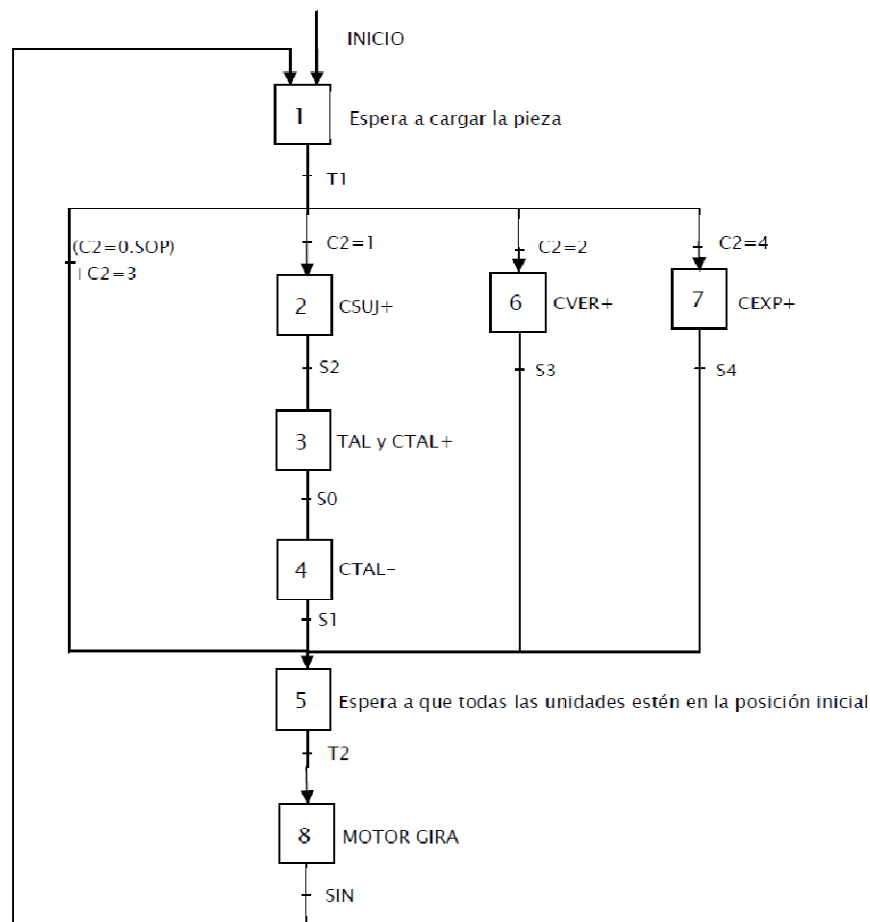 INICIO
1
Espera a cargar la pieza
T1
(C2=0.SOP)
+C2=3
C2=1
C2=2
C2=4
2
CSUJ+
6
CVER+
7
CEXP+
S2
S3
S4
3
TAL y CTAL+
S0
4
CTAL-
S1
5
Espera a que todas las unidades estén en la posición inicial
T2
8
MOTOR GIRA
SIN